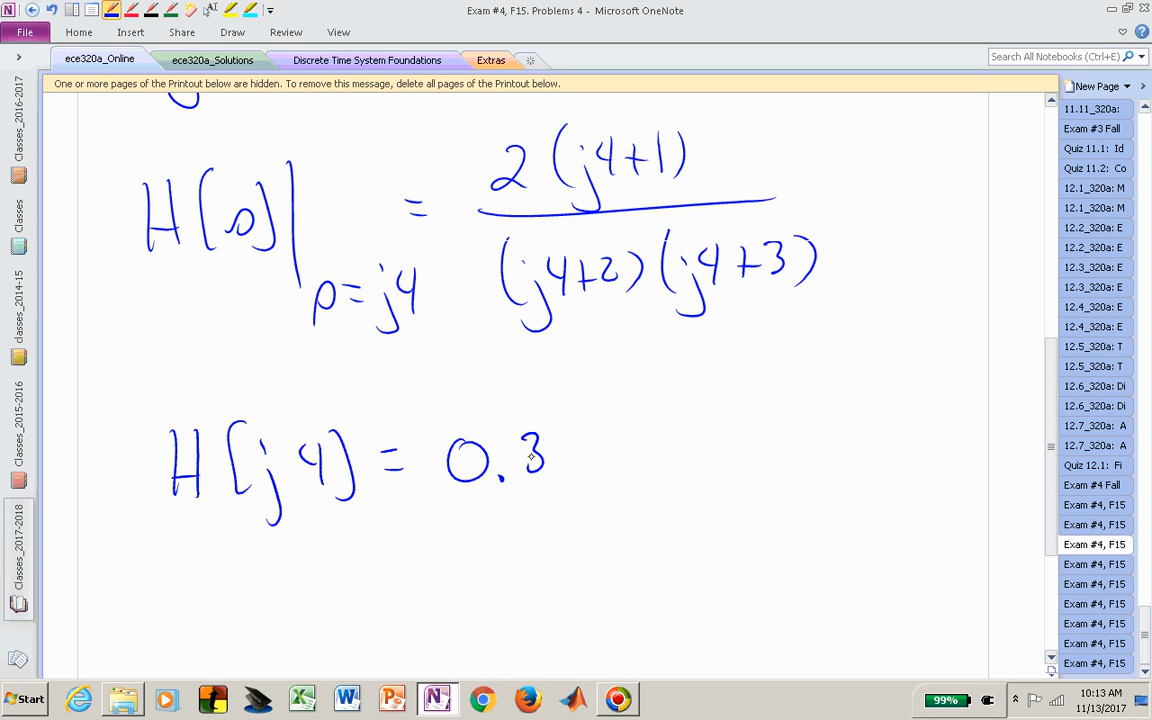 Exam #4, F15. Problems 4 - Microsoft OneNote
File Home Insert Share Draw Review View
ece320a_Online ece320a_Solutions Discrete Time System Foundations Extras
Search All Notebooks (Ctrl+E)
One or more pages of the Printout below are hidden. To remove this message, delete all pages of the Printout below.
New Page
11.11_320a:
Exam #3 Fall
Quiz 11.1: Id
Quiz 11.2: Co
12.1_320a: M
12.1_320a: M
12.2_320a: E
12.2_320a: E
12.3_320a: E
12.3_320a: E
12.4_320a: E
12.4_320a: E
12.5_320a: T
12.5_320a: T
12.6_320a: Di
12.6_320a: Di
12.7_320a: A
12.7_320a: A
Quiz 12.1: Fi
Exam #4 Fall
Exam #4, F15
Exam #4, F15
Exam #4, F15
Exam #4, F15
Exam #4, F15
Exam #4, F15
Exam #4, F15
Exam #4, F15
Exam #4, F15
Classes_2016-2017
Classes
classes_2014-15
Classes_2015-2016
Classes_2017-2018
2 (j4+1)
H[s]| =
s=j4 (j4+2)(j4+3)
H[j4] = 0.3
Start
99%
10:13 AM
11/13/2017